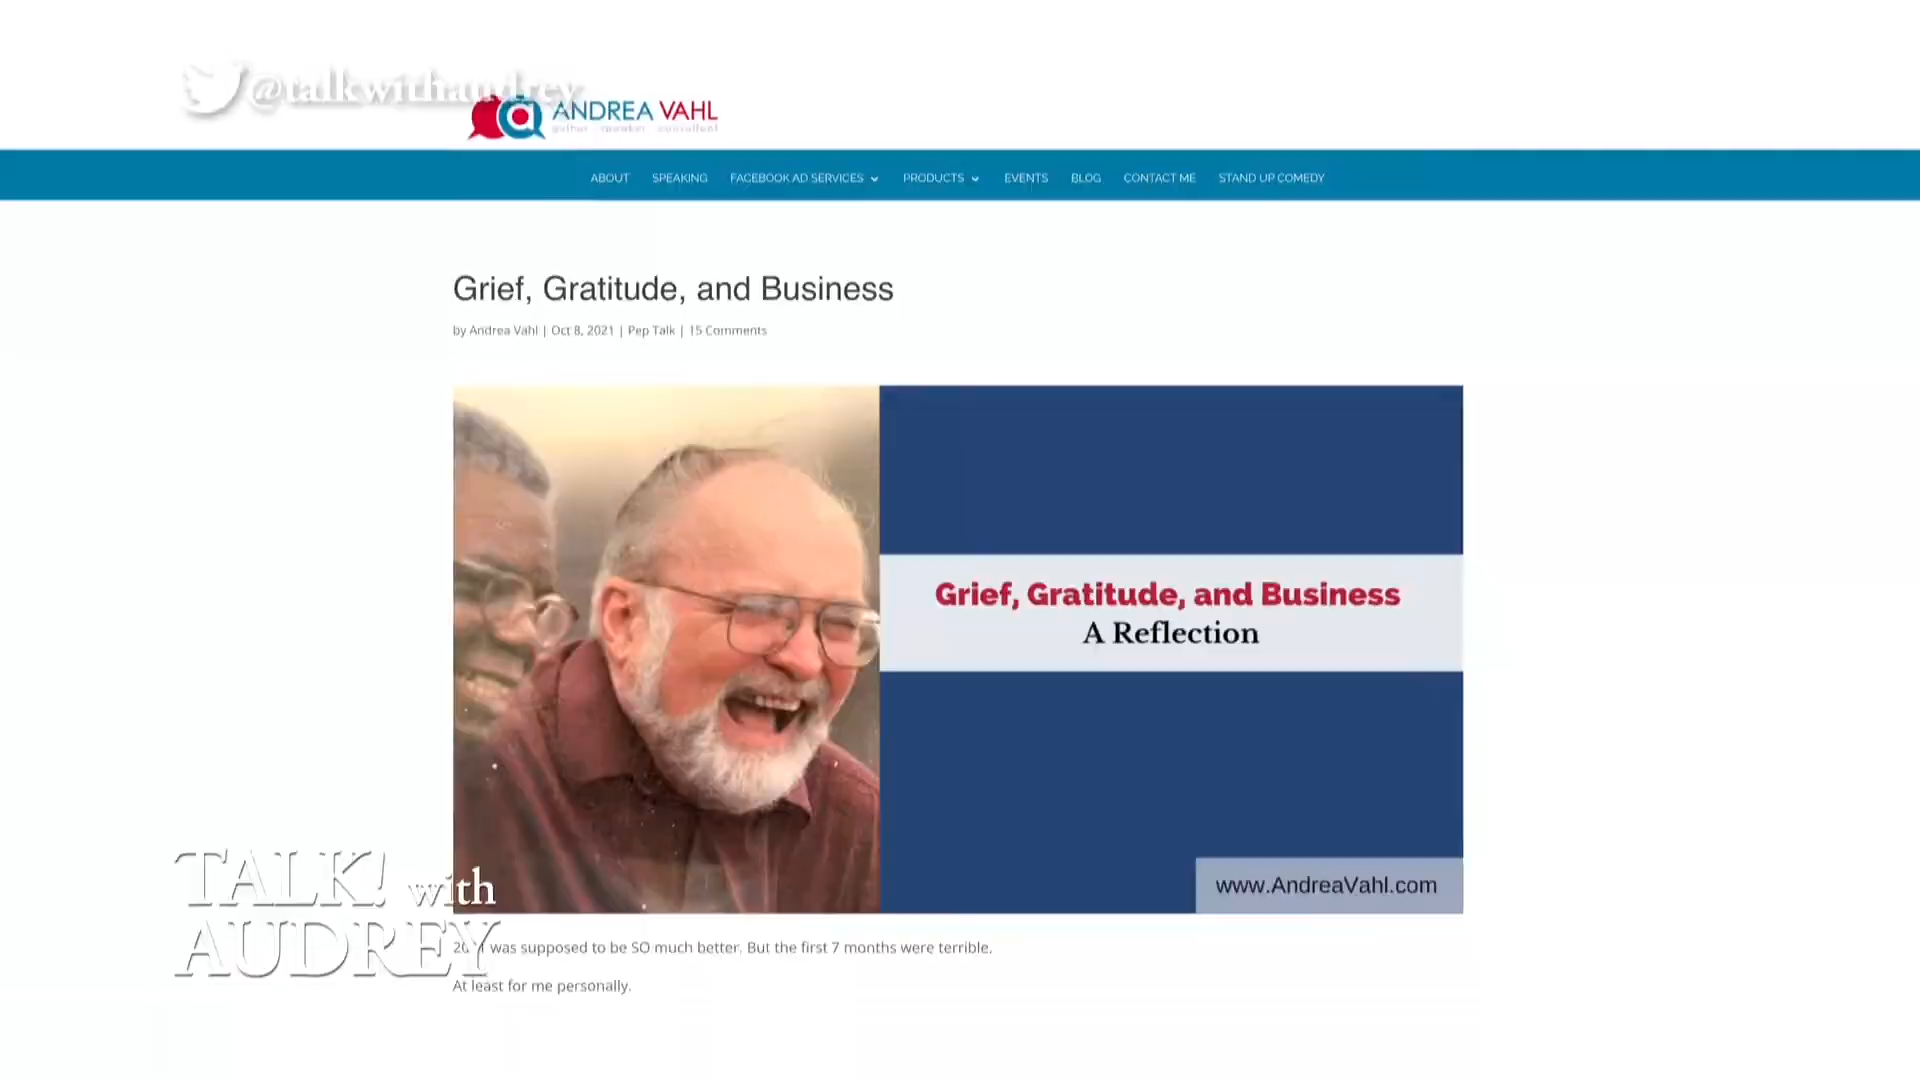 @talkwithaudrey
ANDREA VAHL
author speaker consultant
ABOUT SPEAKING FACEBOOK AD SERVICES PRODUCTS EVENTS BLOG CONTACT ME STAND UP COMEDY
Grief, Gratitude, and Business
by Andrea Vahl | Oct 8, 2021 | Pep Talk | 15 Comments
Grief, Gratitude, and Business
A Reflection
www.AndreaVahl.com
TALK! with
AUDREY
was supposed to be SO much better. But the first 7 months were terrible.
At least for me personally.